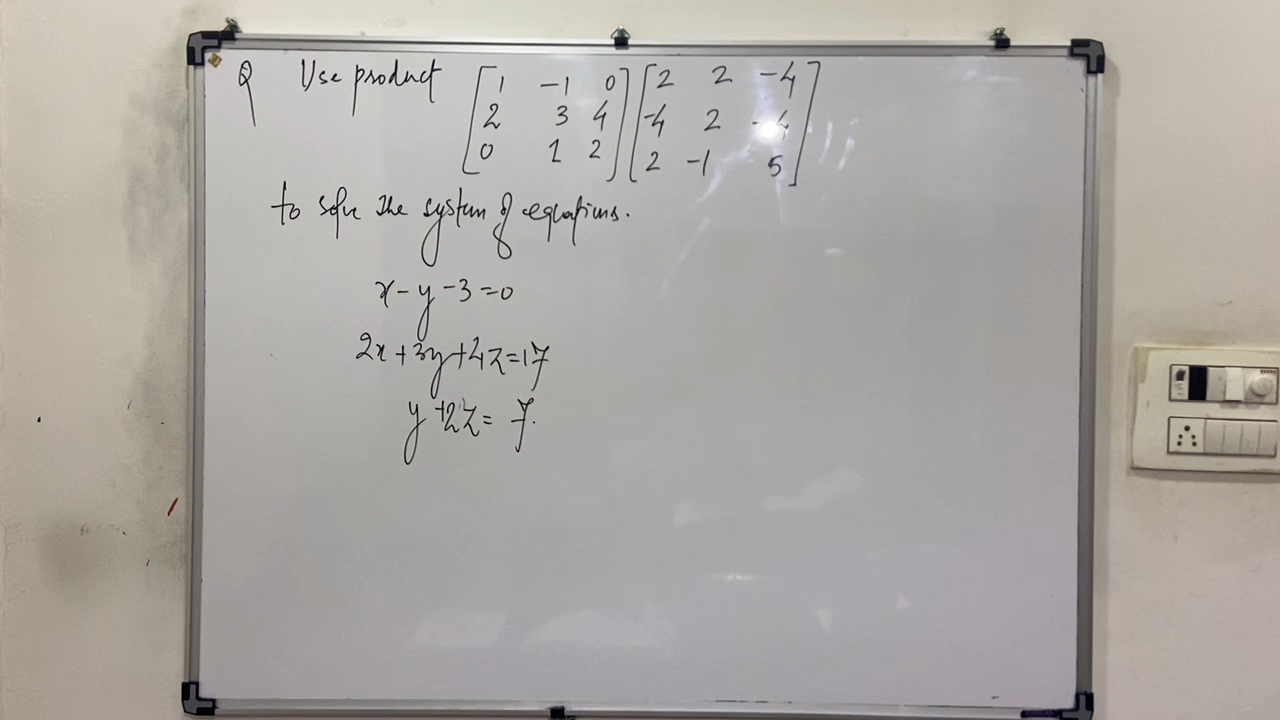 Q Use product [1 -1 0 2 3 4 0 1 2] [2 2 -4 -4 2 -4 2 -1 5]
to solve the system of equations.
x - y - 3 = 0
2x + 3y + 4z = 17
y + 2z = 7.